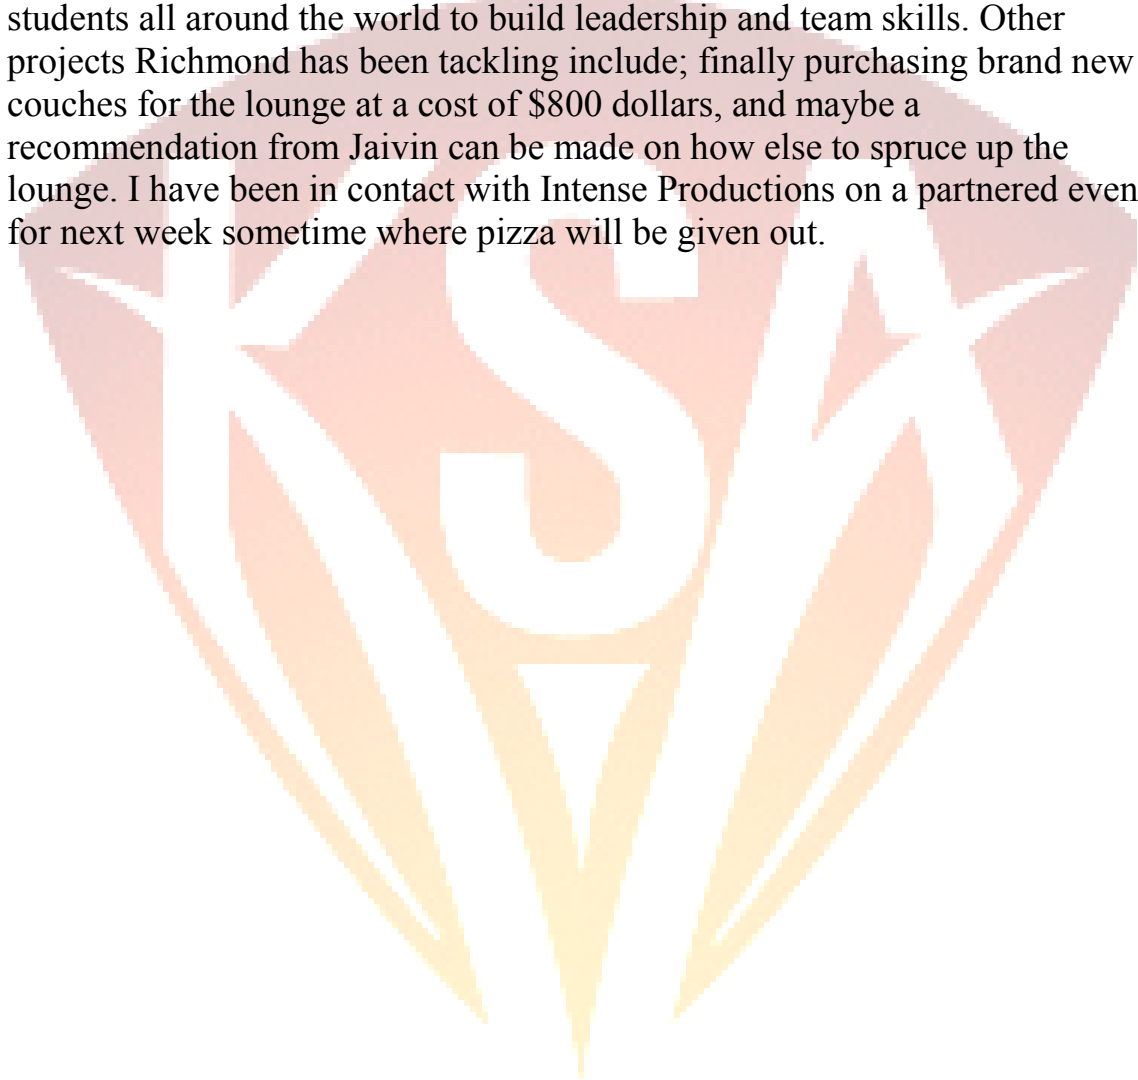 students all around the world to build leadership and team skills. Other
projects Richmond has been tackling include; finally purchasing brand new
couches for the lounge at a cost of $800 dollars, and maybe a
recommendation from Jaivin can be made on how else to spruce up the
lounge. I have been in contact with Intense Productions on a partnered even
for next week sometime where pizza will be given out.
KSA